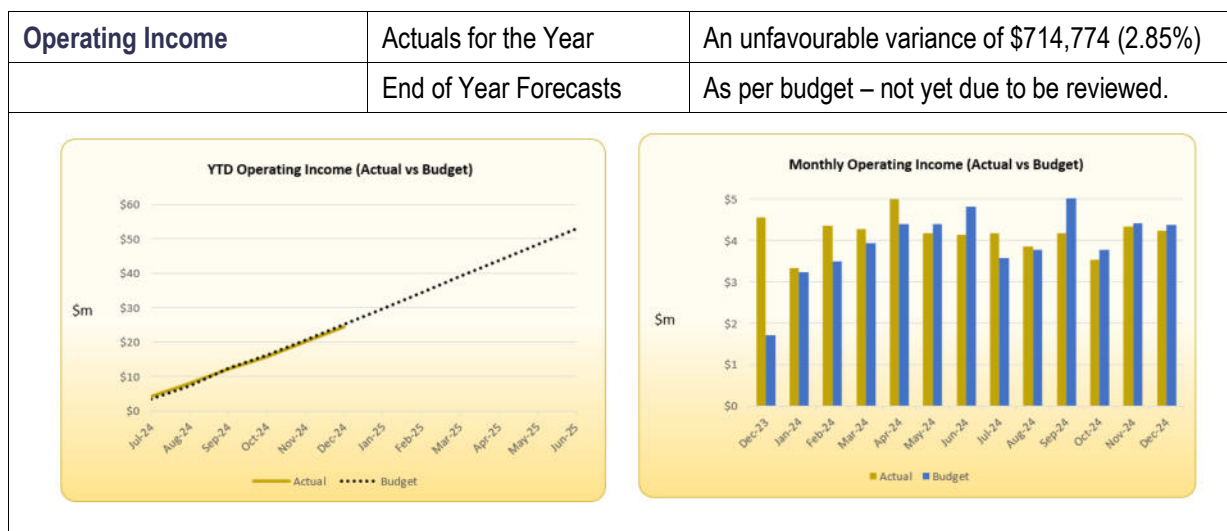 Operating Income
Actuals for the Year
An unfavourable variance of $714,774 (2.85%)
End of Year Forecasts
As per budget – not yet due to be reviewed.
YTD Operating Income (Actual vs Budget)
$60
$50
$40
$30
$20
$10
$0
$m
Jul-24
Aug-24
Sep-24
Oct-24
Nov-24
Dec-24
Jan-25
Feb-25
Mar-25
Apr-25
May-25
Jun-25
Actual
Budget
Monthly Operating Income (Actual vs Budget)
$5
$4
$3
$2
$1
$0
$m
Dec-23
Jan-24
Feb-24
Mar-24
Apr-24
May-24
Jun-24
Jul-24
Aug-24
Sep-24
Oct-24
Nov-24
Dec-24
Actual
Budget